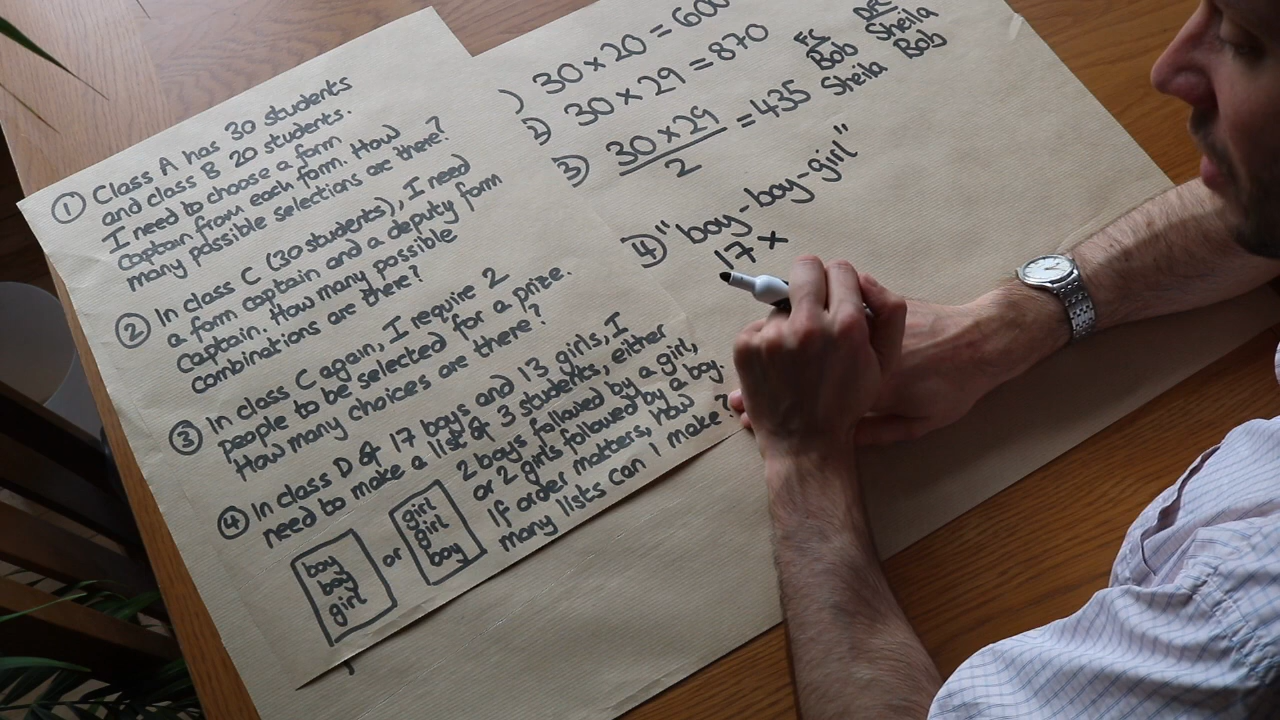 ① Class A has 30 students
and class B 20 students.
I need to choose a form
captain from each form. How
many possible selections are there?
② In class C (30 students), I need
a form captain and a deputy form
captain. How many possible
combinations are there?
③ In class C again, I require 2
people to be selected for a prize.
How many choices are there?
④ In class D of 17 boys and 13 girls, I
need to make a list of 3 students, either
2 boys followed by a girl,
or 2 girls followed by a boy.
If order matters, how
many lists can I make?
boy
boy
girl
or
girl
girl
boy
) 30 × 20 = 600
2) 30 × 29 = 870
3) 30 × 29 = 435
2
FC
Bob
Sheila
Sheila
Bob
4) "boy-boy-girl"
17 ×